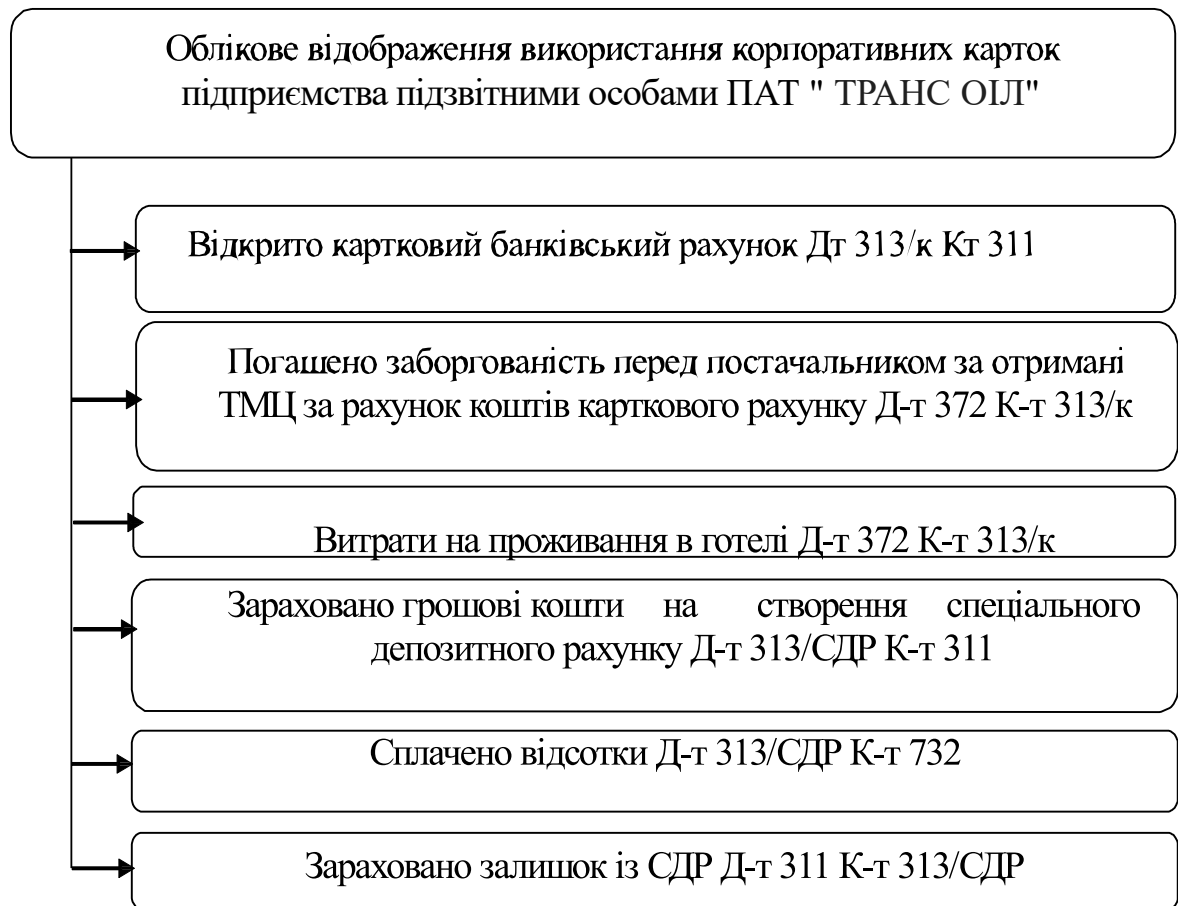 Облікове відображення використання корпоративних карток
підприємства підзвітними особами ПАТ " ТРАНС ОІЛ"
Відкрито картковий банківський рахунок Дт 313/к Кт 311
Погашено заборгованість перед постачальником за отримані
ТМЦ за рахунок коштів карткового рахунку Д-т 372 К-т 313/к
Витрати на проживання в готелі Д-т 372 К-т 313/к
Зараховано грошові кошти на створення спеціального
депозитного рахунку Д-т 313/СДР К-т 311
Сплачено відсотки Д-т 313/СДР К-т 732
Зараховано залишок із СДР Д-т 311 К-т 313/СДР